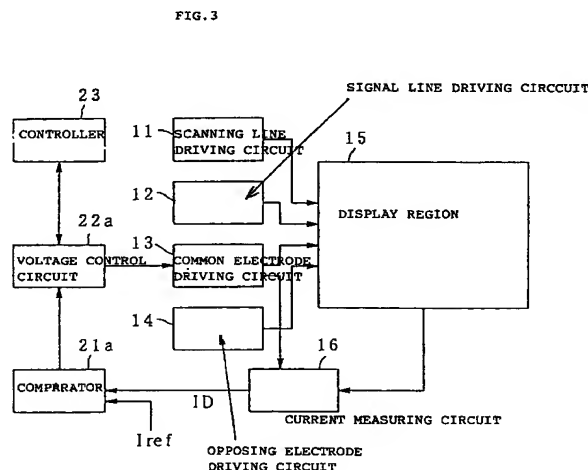 FIG.3
SIGNAL LINE DRIVING CIRCCUIT
23
CONTROLLER
11
SCANNING LINE
DRIVING CIRCUIT
15
12
DISPLAY REGION
22a
VOLTAGE CONTROL
CIRCUIT
13
COMMON ELECTRODE
DRIVING CIRCUIT
14
21a
COMPARATOR
16
ID
Iref
CURRENT MEASURING CIRCUIT
OPPOSING ELECTRODE
DRIVING CIRCUIT